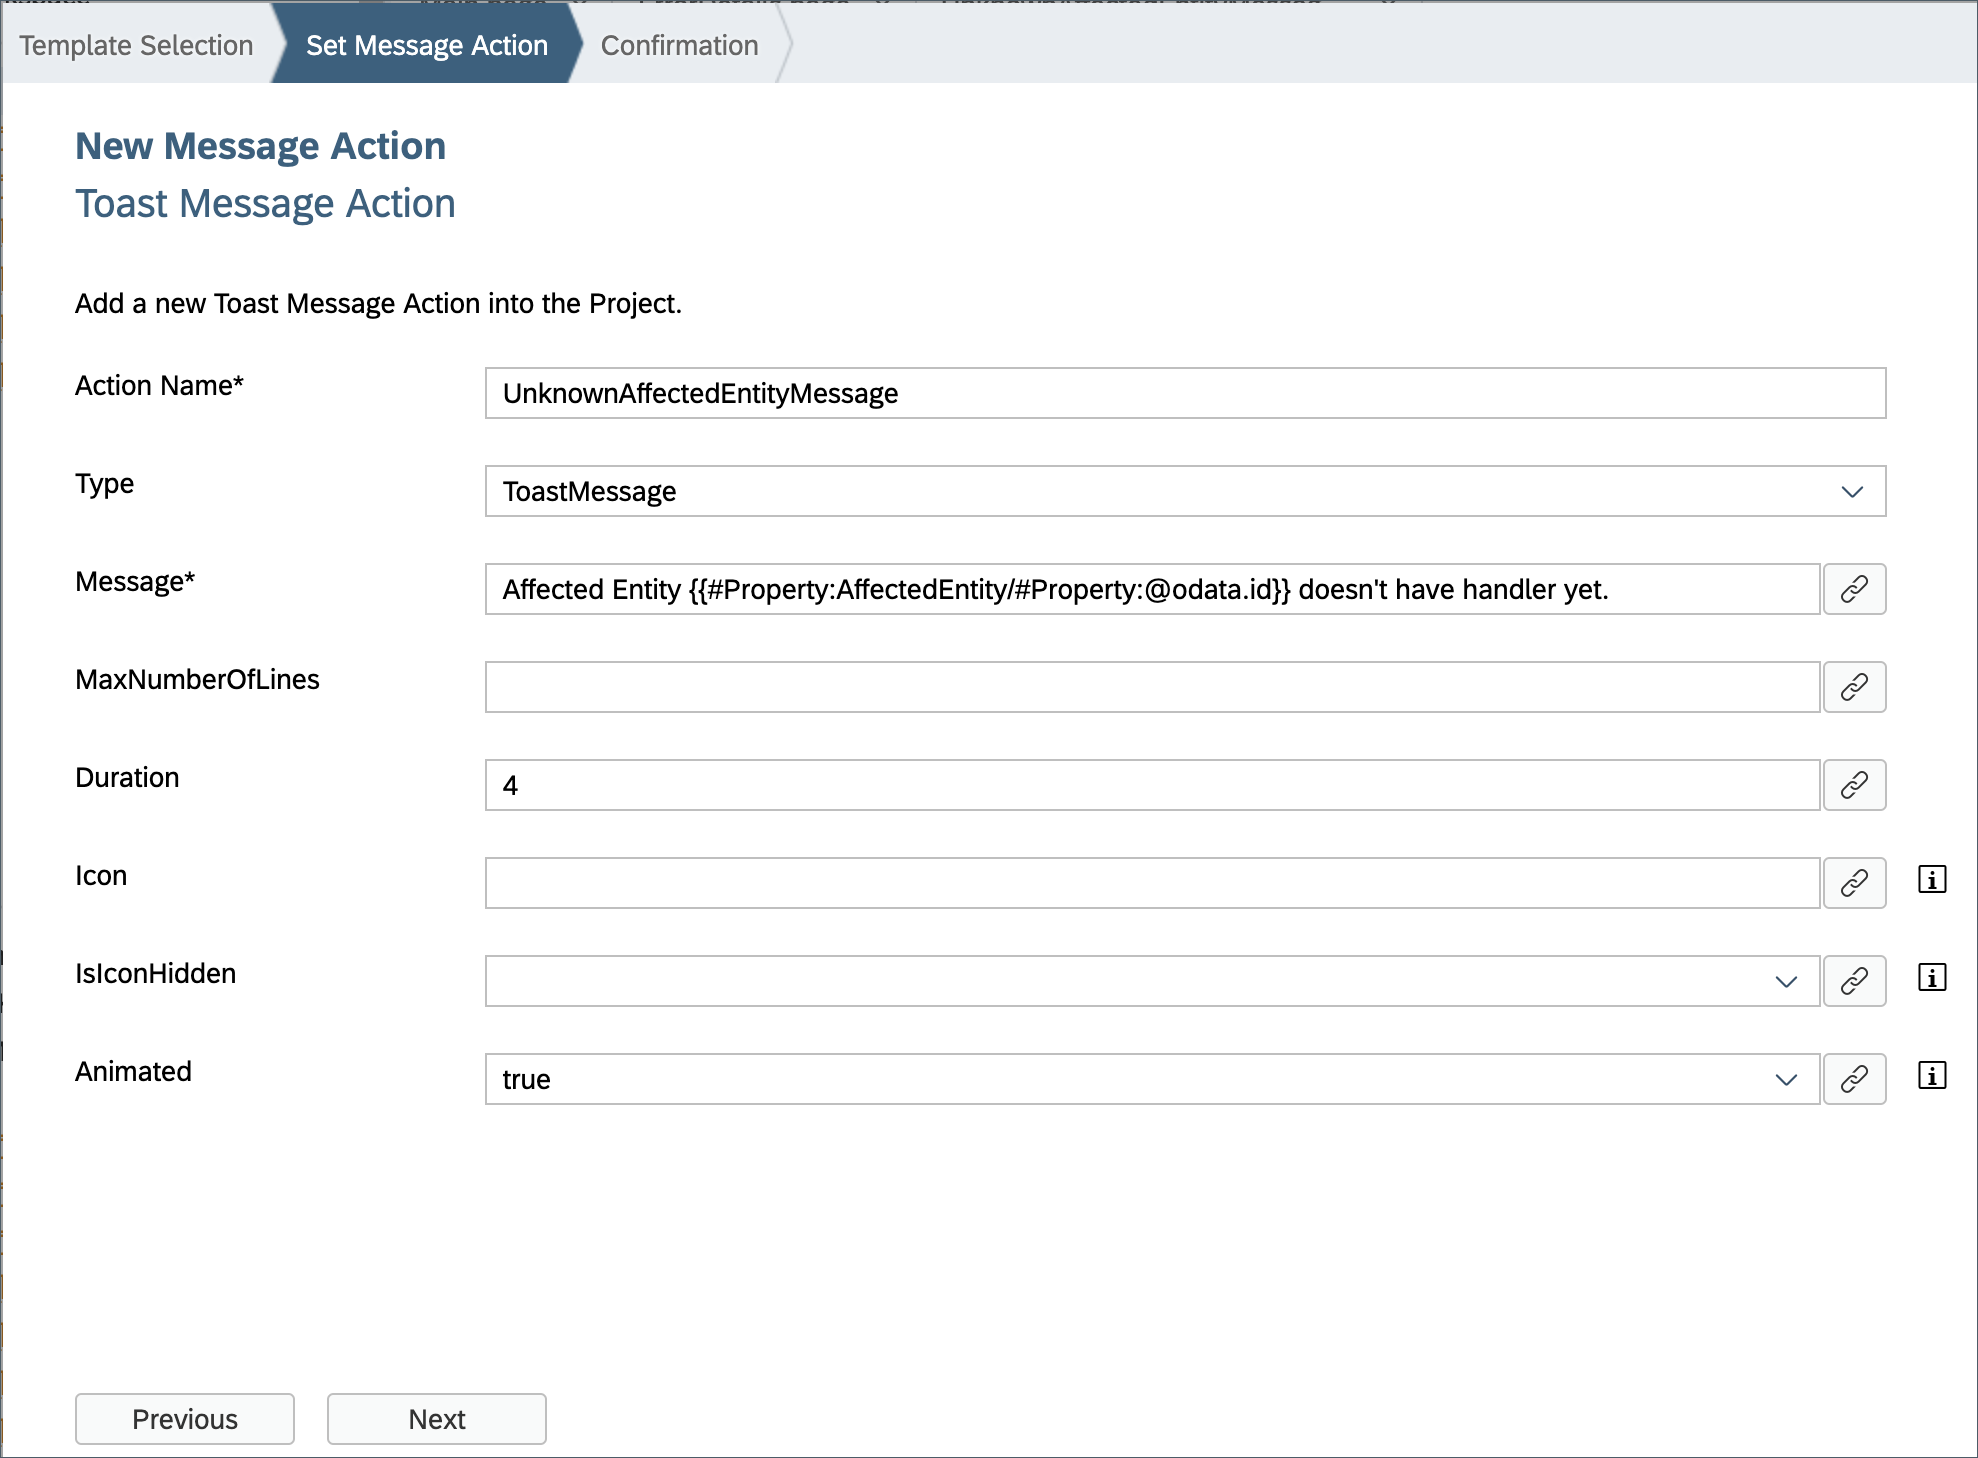 Template Selection
Set Message Action
Confirmation
New Message Action
Toast Message Action
Add a new Toast Message Action into the Project.
Action Name*
UnknownAffectedEntityMessage
Type
ToastMessage
Message*
Affected Entity {{#Property:AffectedEntity/#Property:@odata.id}} doesn't have handler yet.
MaxNumberOfLines
Duration
4
Icon
IsIconHidden
Animated
true
Previous
Next